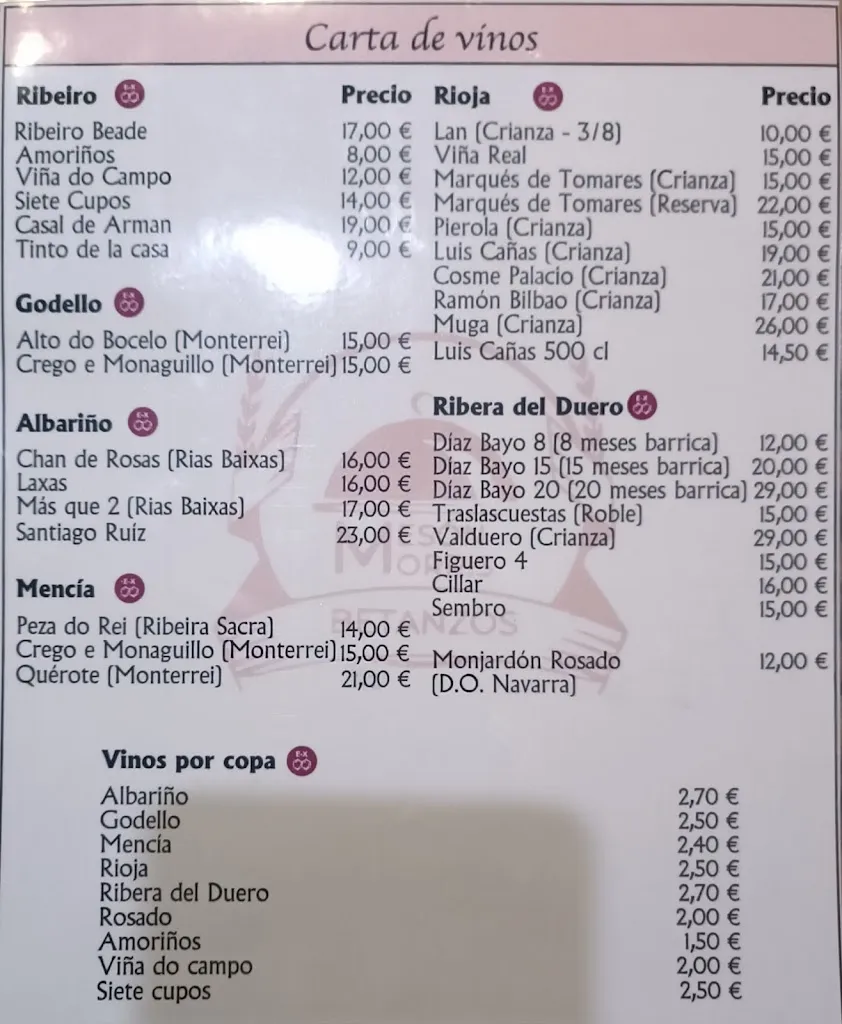 Carta de vinos
Ribeiro E-X Precio
Ribeiro Beade 17,00 €
Amoriños 8,00 €
Viña do Campo 12,00 €
Siete Cupos 14,00 €
Casal de Arman 19,00 €
Tinto de la casa 9,00 €
Godello E-X
Alto do Bocelo (Monterrei) 15,00 €
Crego e Monaguillo (Monterrei) 15,00 €
Albariño E-X
Chan de Rosas (Rias Baixas) 16,00 €
Laxas 16,00 €
Más que 2 (Rias Baixas) 17,00 €
Santiago Ruíz 23,00 €
Mencía E-X
Peza do Rei (Ribeira Sacra) 14,00 €
Crego e Monaguillo (Monterrei) 15,00 €
Quérote (Monterrei) 21,00 €
Rioja E-X Precio
Lan (Crianza - 3/8) 10,00 €
Viña Real 15,00 €
Marqués de Tomares (Crianza) 15,00 €
Marqués de Tomares (Reserva) 22,00 €
Pierola (Crianza) 15,00 €
Luis Cañas (Crianza) 19,00 €
Cosme Palacio (Crianza) 21,00 €
Ramón Bilbao (Crianza) 17,00 €
Muga (Crianza) 26,00 €
Luis Cañas 500 cl 14,50 €
Ribera del Duero E-X
Díaz Bayo 8 (8 meses barrica) 12,00 €
Díaz Bayo 15 (15 meses barrica) 20,00 €
Díaz Bayo 20 (20 meses barrica) 29,00 €
Traslascuestas (Roble) 15,00 €
Valduero (Crianza) 29,00 €
Figuero 4 15,00 €
Cillar 16,00 €
Sembro 15,00 €
Monjardón Rosado 12,00 €
(D.O. Navarra)
BETANZOS
Vinos por copa E-X
Albariño 2,70 €
Godello 2,50 €
Mencía 2,40 €
Rioja 2,50 €
Ribera del Duero 2,70 €
Rosado 2,00 €
Amoriños 1,50 €
Viña do campo 2,00 €
Siete cupos 2,50 €